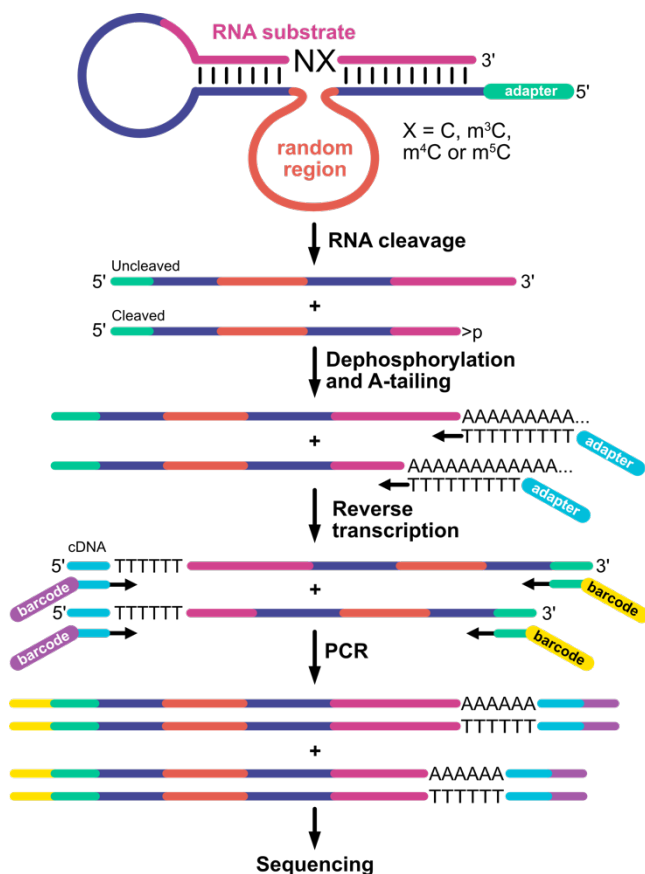 RNA substrate
NX
3'
adapter
5'
X = C, m³C,
m⁴C or m⁵C
random
region
RNA cleavage
Uncleaved
5'
3'
+
Cleaved
5'
>p
Dephosphorylation
and A-tailing
AAAAAAAAA...
TTTTTTTTT
adapter
+
AAAAAAAAAAAA...
TTTTTTTTT
adapter
Reverse
transcription
cDNA
5'
TTTTTT
3'
barcode
+
barcode
5'
TTTTTT
3'
barcode
barcode
PCR
AAAAAA
TTTTTT
+
AAAAAA
TTTTTT
Sequencing